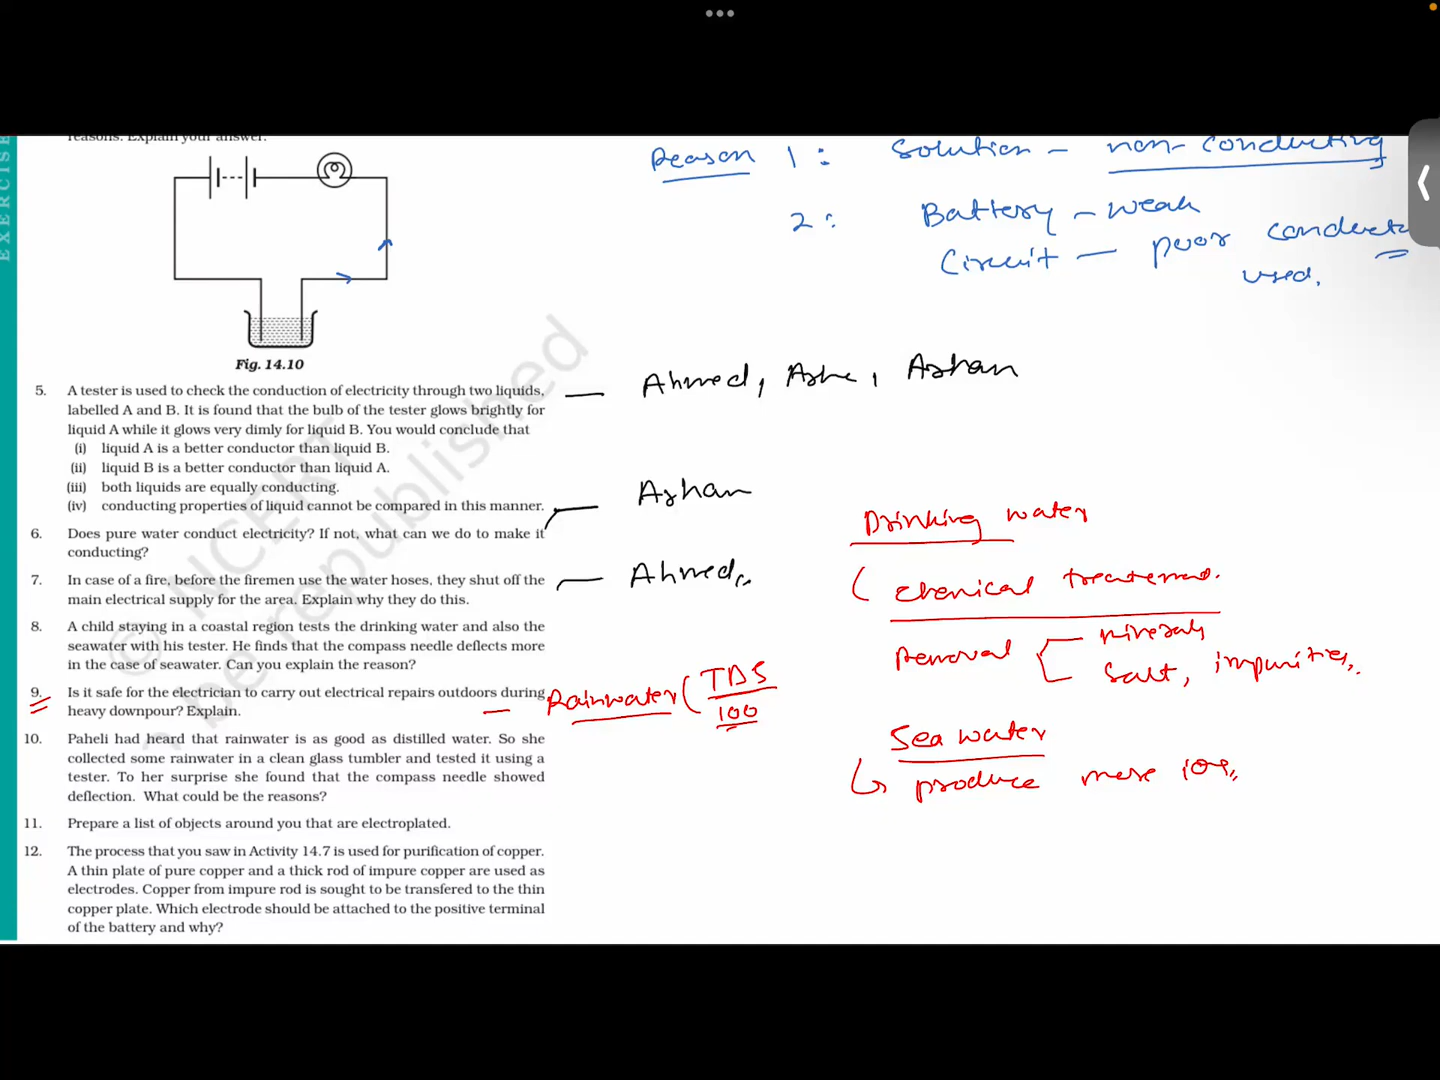 EXERCISE
reasons. Explain your answer.
Reason 1: Solution - non-conducting
2: Battery - weak
Circuit - poor conducto
used.
Fig. 14.10
5. A tester is used to check the conduction of electricity through two liquids,
labelled A and B. It is found that the bulb of the tester glows brightly for
liquid A while it glows very dimly for liquid B. You would conclude that
(i) liquid A is a better conductor than liquid B.
(ii) liquid B is a better conductor than liquid A.
(iii) both liquids are equally conducting.
(iv) conducting properties of liquid cannot be compared in this manner.
6. Does pure water conduct electricity? If not, what can we do to make it
conducting?
7. In case of a fire, before the firemen use the water hoses, they shut off the
main electrical supply for the area. Explain why they do this.
8. A child staying in a coastal region tests the drinking water and also the
seawater with his tester. He finds that the compass needle deflects more
in the case of seawater. Can you explain the reason?
9. Is it safe for the electrician to carry out electrical repairs outdoors during
heavy downpour? Explain.
10. Paheli had heard that rainwater is as good as distilled water. So she
collected some rainwater in a clean glass tumbler and tested it using a
tester. To her surprise she found that the compass needle showed
deflection. What could be the reasons?
11. Prepare a list of objects around you that are electroplated.
12. The process that you saw in Activity 14.7 is used for purification of copper.
A thin plate of pure copper and a thick rod of impure copper are used as
electrodes. Copper from impure rod is sought to be transfered to the thin
copper plate. Which electrode should be attached to the positive terminal
of the battery and why?
© NCERT
be republished
— Ahmed, Ashe, Ashan
— Ashan
— Ahmed,
— Rainwater ( TDS
100
Drinking water
( chemical
Removal minerals
Salt, impurities.
Sea water
↳ produce more ions.